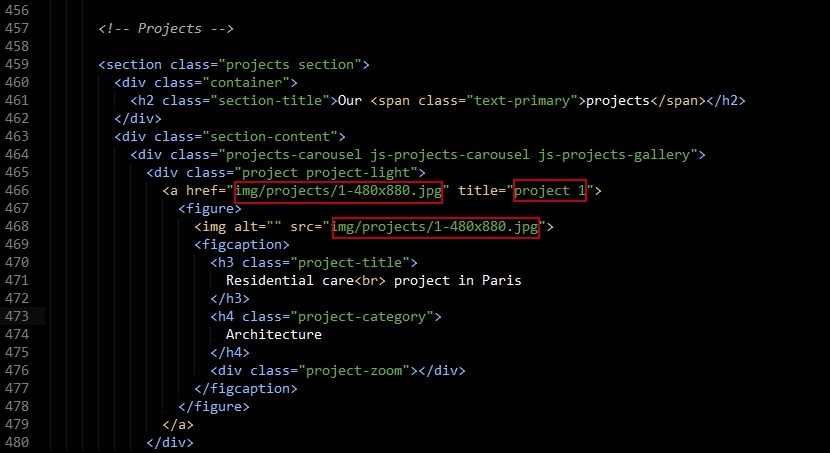 456
457 <!-- Projects -->
458
459 <section class="projects section">
460 <div class="container">
461 <h2 class="section-title">Our <span class="text-primary">projects</span></h2>
462 </div>
463 <div class="section-content">
464 <div class="projects-carousel js-projects-carousel js-projects-gallery">
465 <div class="project project-light">
466 <a href="img/projects/1-480x880.jpg" title="project 1">
467 <figure>
468 <img alt="" src="img/projects/1-480x880.jpg">
469 <figcaption>
470 <h3 class="project-title">
471 Residential care<br> project in Paris
472 </h3>
473 <h4 class="project-category">
474 Architecture
475 </h4>
476 <div class="project-zoom"></div>
477 </figcaption>
478 </figure>
479 </a>
480 </div>